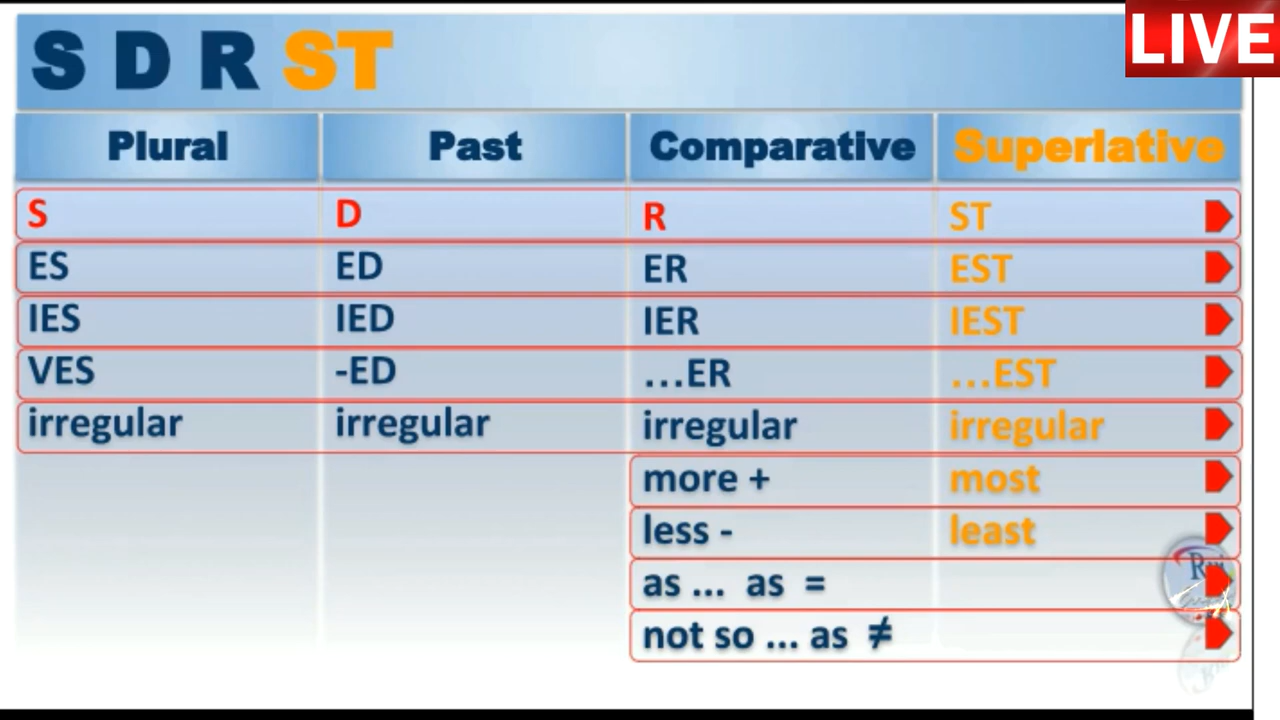 LIVE
S D R ST
Plural Past Comparative Superlative
S D R ST
ES ED ER EST
IES IED IER IEST
VES -ED ...ER ...EST
irregular irregular irregular irregular
more + most
less - least
as ... as =
not so ... as ≠